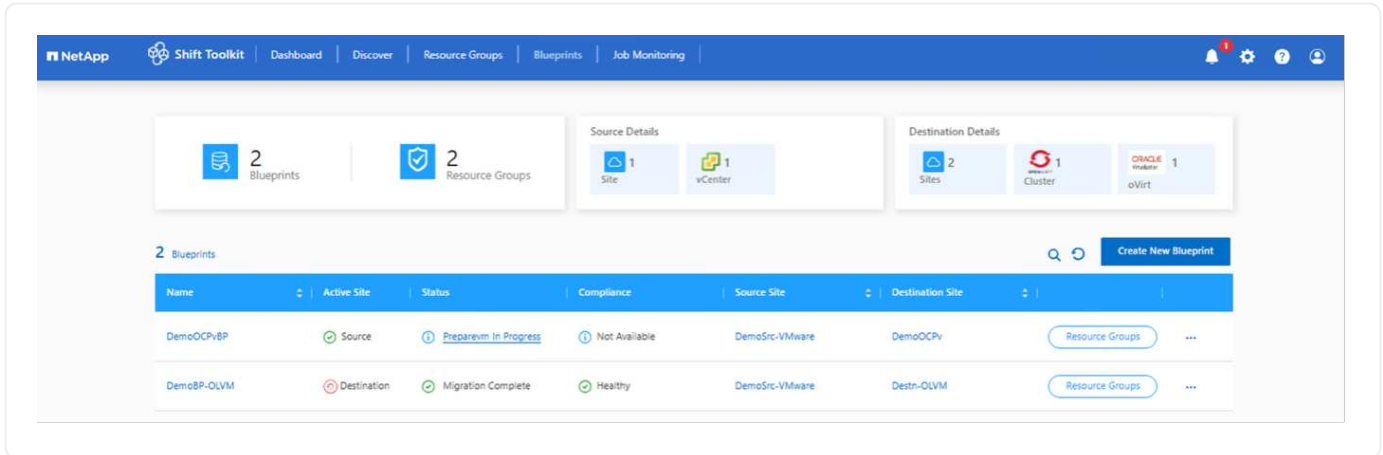 NetApp Shift Toolkit Dashboard Discover Resource Groups Blueprints Job Monitoring 1 ?
2 Blueprints
2 Resource Groups
Source Details
1 Site
1 vCenter
Destination Details
2 Sites
1 Cluster
ORACLE 1 oVirt
2 Blueprints
Create New Blueprint
Name Active Site Status Compliance Source Site Destination Site
DemoOCPvBP Source Preparevm In Progress Not Available DemoSrc-VMware DemoOCPv Resource Groups ...
DemoBP-OLVM Destination Migration Complete Healthy DemoSrc-VMware Destn-OLVM Resource Groups ...